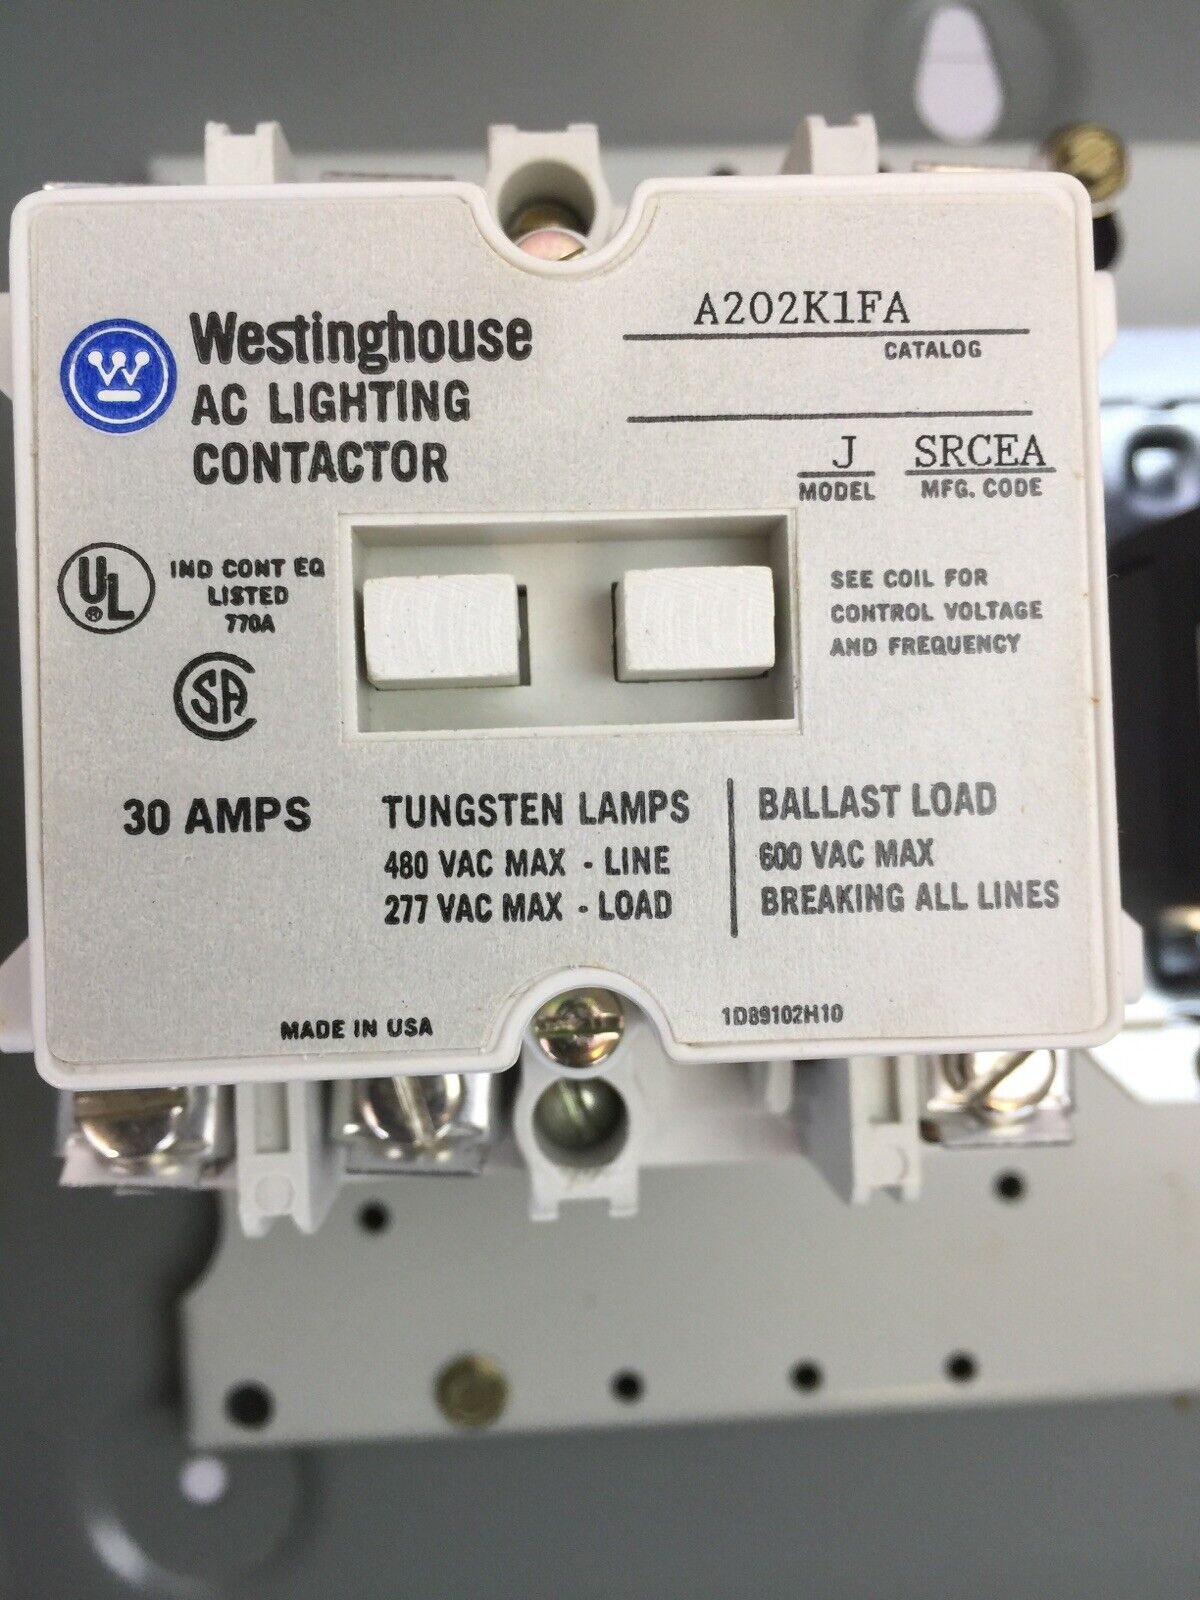 W
Westinghouse
AC LIGHTING
CONTACTOR
A202K1FA
CATALOG
J SRCEA
MODEL MFG. CODE
UL
®
IND CONT EQ
LISTED
770A
SA
SEE COIL FOR
CONTROL VOLTAGE
AND FREQUENCY
30 AMPS
TUNGSTEN LAMPS
480 VAC MAX - LINE
277 VAC MAX - LOAD
BALLAST LOAD
600 VAC MAX
BREAKING ALL LINES
MADE IN USA
1D89102H10